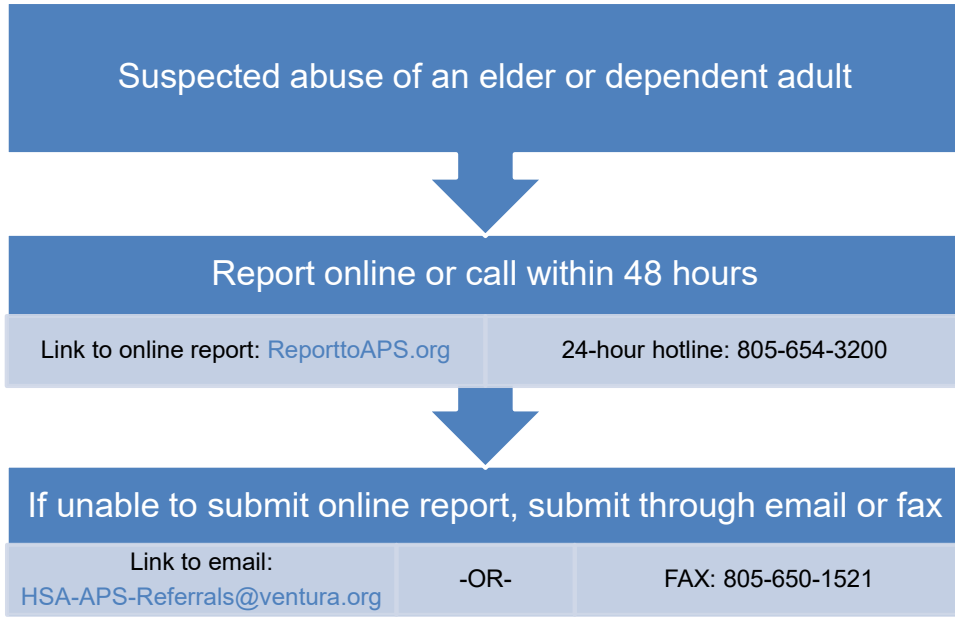 Suspected abuse of an elder or dependent adult
Report online or call within 48 hours
Link to online report: ReporttoAPS.org
24-hour hotline: 805-654-3200
If unable to submit online report, submit through email or fax
Link to email:
HSA-APS-Referrals@ventura.org
-OR-
FAX: 805-650-1521